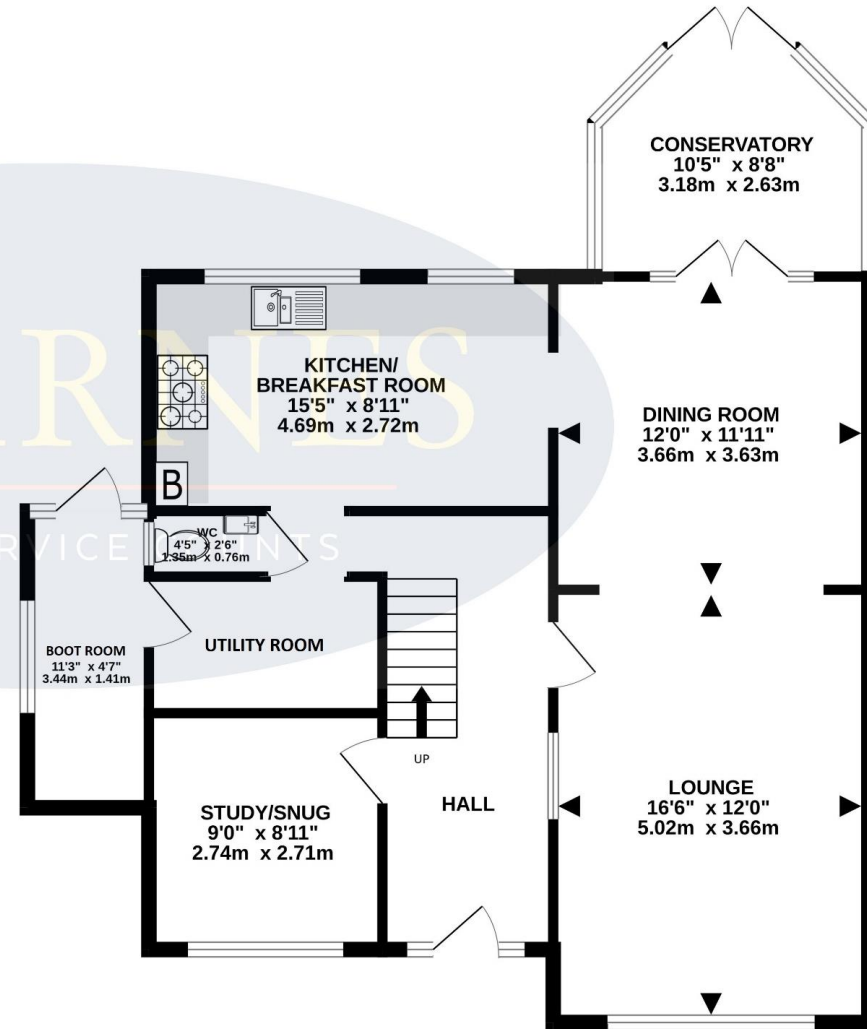 CONSERVATORY
10'5" x 8'8"
3.18m x 2.63m
KITCHEN/
BREAKFAST ROOM
15'5" x 8'11"
4.69m x 2.72m
DINING ROOM
12'0" x 11'11"
3.66m x 3.63m
B
WC
4'5" x 2'6"
1.35m x 0.76m
BOOT ROOM
11'3" x 4'7"
3.44m x 1.41m
UTILITY ROOM
UP
HALL
STUDY/SNUG
9'0" x 8'11"
2.74m x 2.71m
LOUNGE
16'6" x 12'0"
5.02m x 3.66m